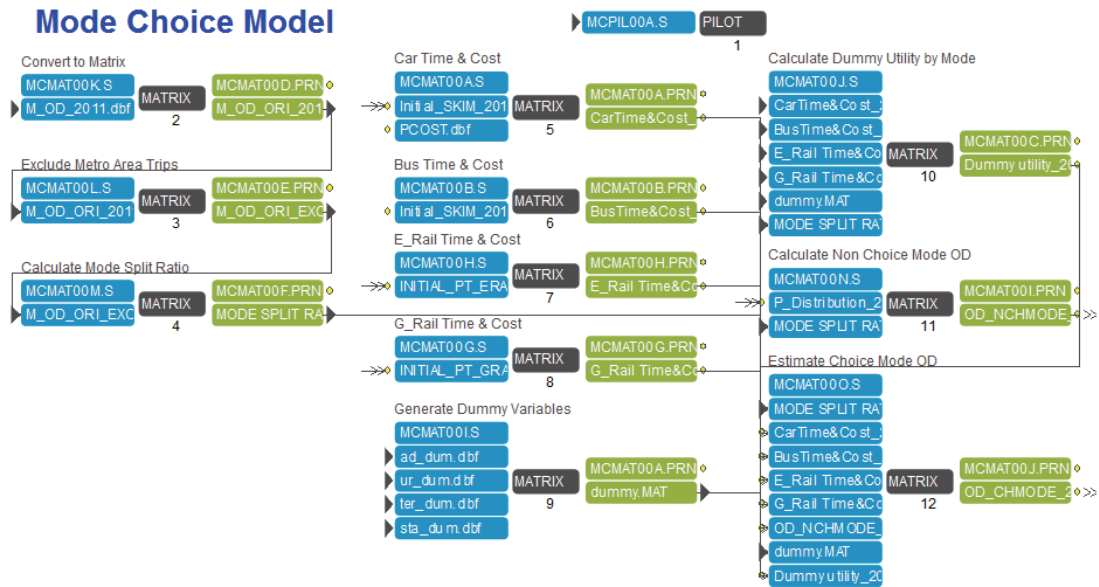 Mode Choice Model
MCPIL00A.S PILOT
1
Convert to Matrix
MCMAT00K.S MATRIX MCMAT00D.PRN
M_OD_2011.dbf M_OD_ORI_201
2
Exclude Metro Area Trips
MCMAT00L.S MATRIX MCMAT00E.PRN
M_OD_ORI_201 M_OD_ORI_EXC
3
Calculate Mode Split Ratio
MCMAT00M.S MATRIX MCMAT00F.PRN
M_OD_ORI_EXC MODE SPLIT RA
4
Car Time & Cost
MCMAT00A.S
Initial_SKIM_201 MATRIX MCMAT00A.PRN
PCOST.dbf CarTime&Cost_
5
Bus Time & Cost
MCMAT00B.S MATRIX MCMAT00B.PRN
Initial_SKIM_201 BusTime&Cost_
6
E_Rail Time & Cost
MCMAT00H.S MATRIX MCMAT00H.PRN
INITIAL_PT_ERA E_Rail Time&Co
7
G_Rail Time & Cost
MCMAT00G.S MATRIX MCMAT00G.PRN
INITIAL_PT_GRA G_Rail Time&Co
8
Generate Dummy Variables
MCMAT00I.S
ad_dum.dbf
ur_dum.dbf MATRIX MCMAT00A.PRN
ter_dum.dbf dummy.MAT
sta_dum.dbf
9
Calculate Dummy Utility by Mode
MCMAT00J.S
CarTime&Cost_2
BusTime&Cost_
E_Rail Time&Co MATRIX MCMAT00C.PRN
G_Rail Time&Co Dummy utility_20
dummy.MAT
MODE SPLIT RA
10
Calculate Non Choice Mode OD
MCMAT00N.S
P_Distribution_2 MATRIX MCMAT00I.PRN
MODE SPLIT RA OD_NCHMODE_
11
Estimate Choice Mode OD
MCMAT00O.S
MODE SPLIT RA
CarTime&Cost_2
BusTime&Cost_
E_Rail Time&Co MATRIX MCMAT00J.PRN
G_Rail Time&Co OD_CHMODE_2
OD_NCHMODE_
dummy.MAT
Dummy utility_20
12